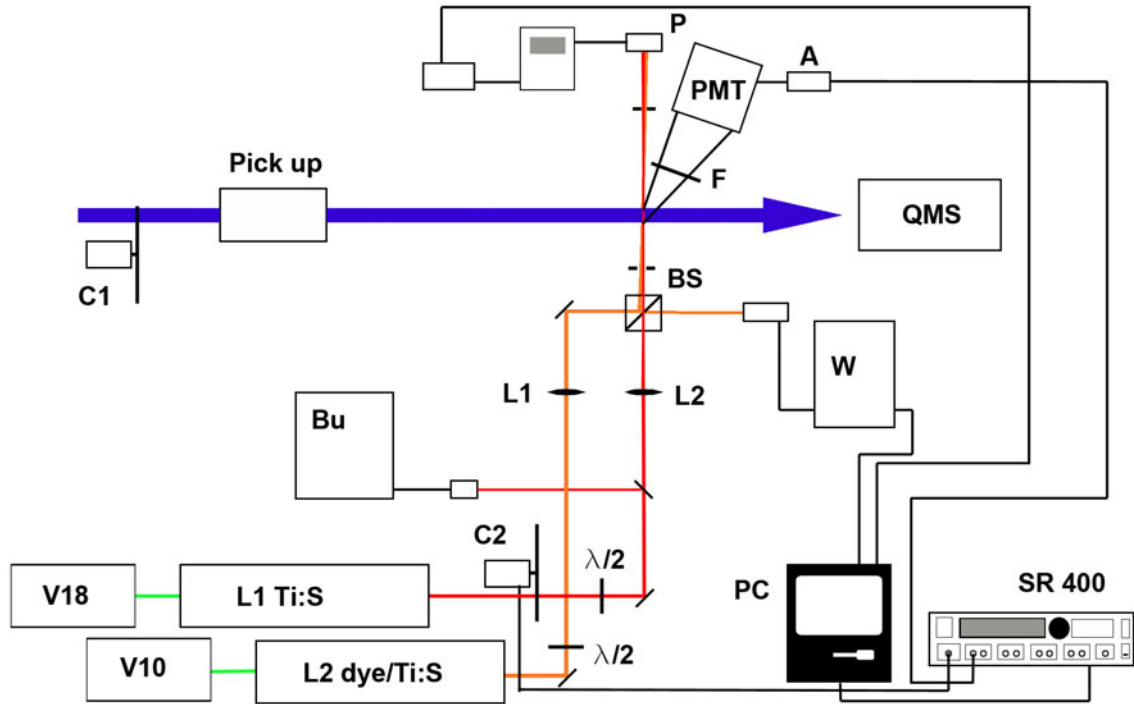 P
A
PMT
Pick up
F
QMS
C1
BS
W
L1
L2
Bu
C2
λ/2
V18
L1 Ti:S
PC
SR 400
V10
L2 dye/Ti:S
λ/2